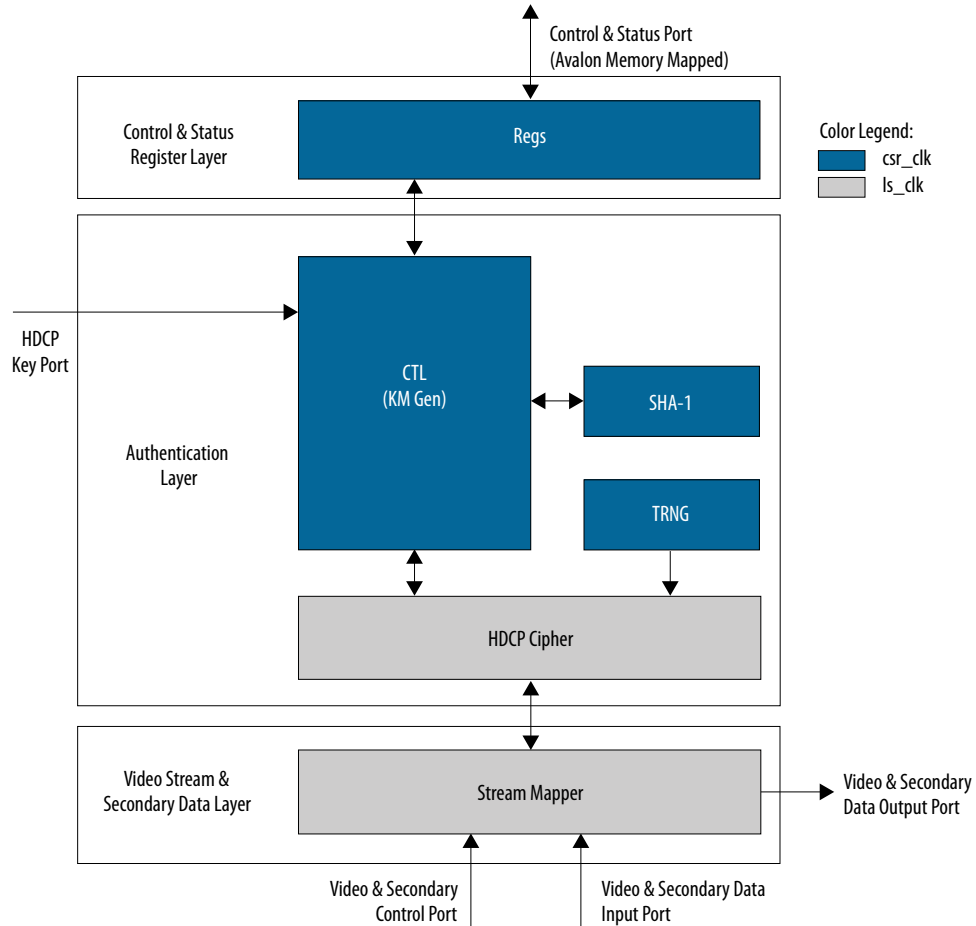 Control & Status Port
(Avalon Memory Mapped)
Control & Status
Register Layer
Regs
Color Legend:
csr_clk
ls_clk
HDCP
Key Port
CTL
(KM Gen)
SHA-1
Authentication
Layer
TRNG
HDCP Cipher
Video Stream &
Secondary Data Layer
Stream Mapper
Video & Secondary
Data Output Port
Video & Secondary
Control Port
Video & Secondary Data
Input Port